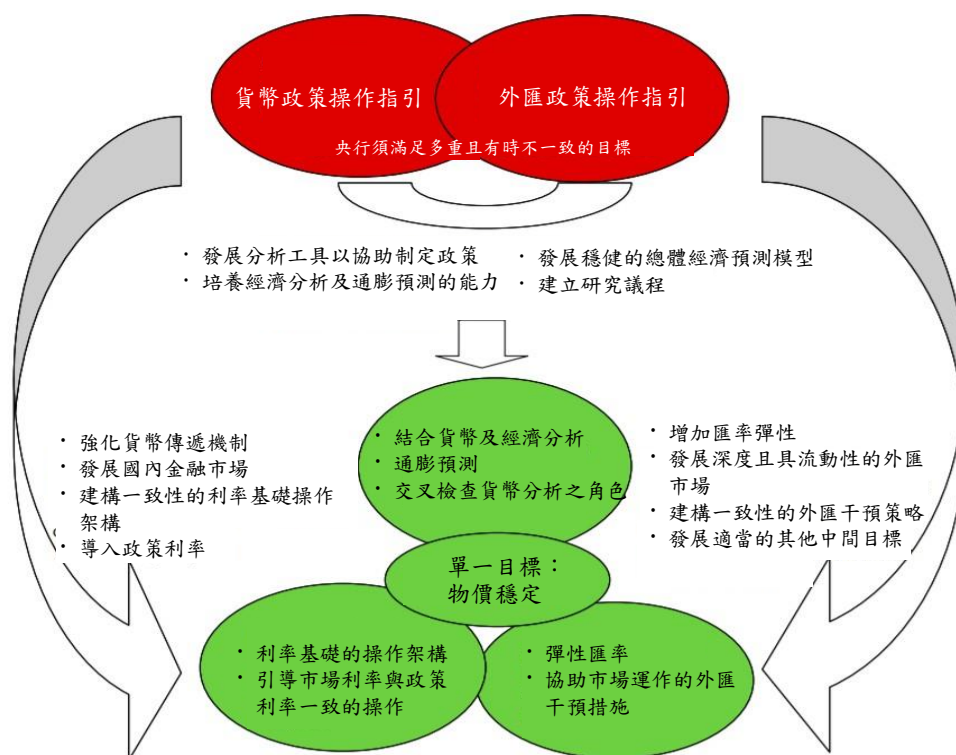 貨幣政策操作指引
外匯政策操作指引
央行須滿足多重且有時不一致的目標
· 發展分析工具以協助制定政策
· 培養經濟分析及通膨預測的能力
· 發展穩健的總體經濟預測模型
· 建立研究議程
· 強化貨幣傳遞機制
· 發展國內金融市場
· 建構一致性的利率基礎操作
架構
· 導入政策利率
· 結合貨幣及經濟分析
· 通膨預測
· 交叉檢查貨幣分析之角色
· 增加匯率彈性
· 發展深度且具流動性的外匯
市場
· 建構一致性的外匯干預策略
· 發展適當的其他中間目標
單一目標：
物價穩定
· 利率基礎的操作架構
· 引導市場利率與政策
利率一致的操作
· 彈性匯率
· 協助市場運作的外匯
干預措施